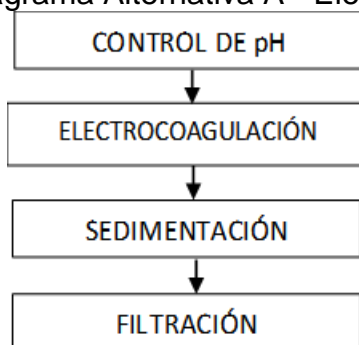 Alternativa A
CONTROL DE pH
ELECTROCOAGULACIÓN
SEDIMENTACIÓN
FILTRACIÓN